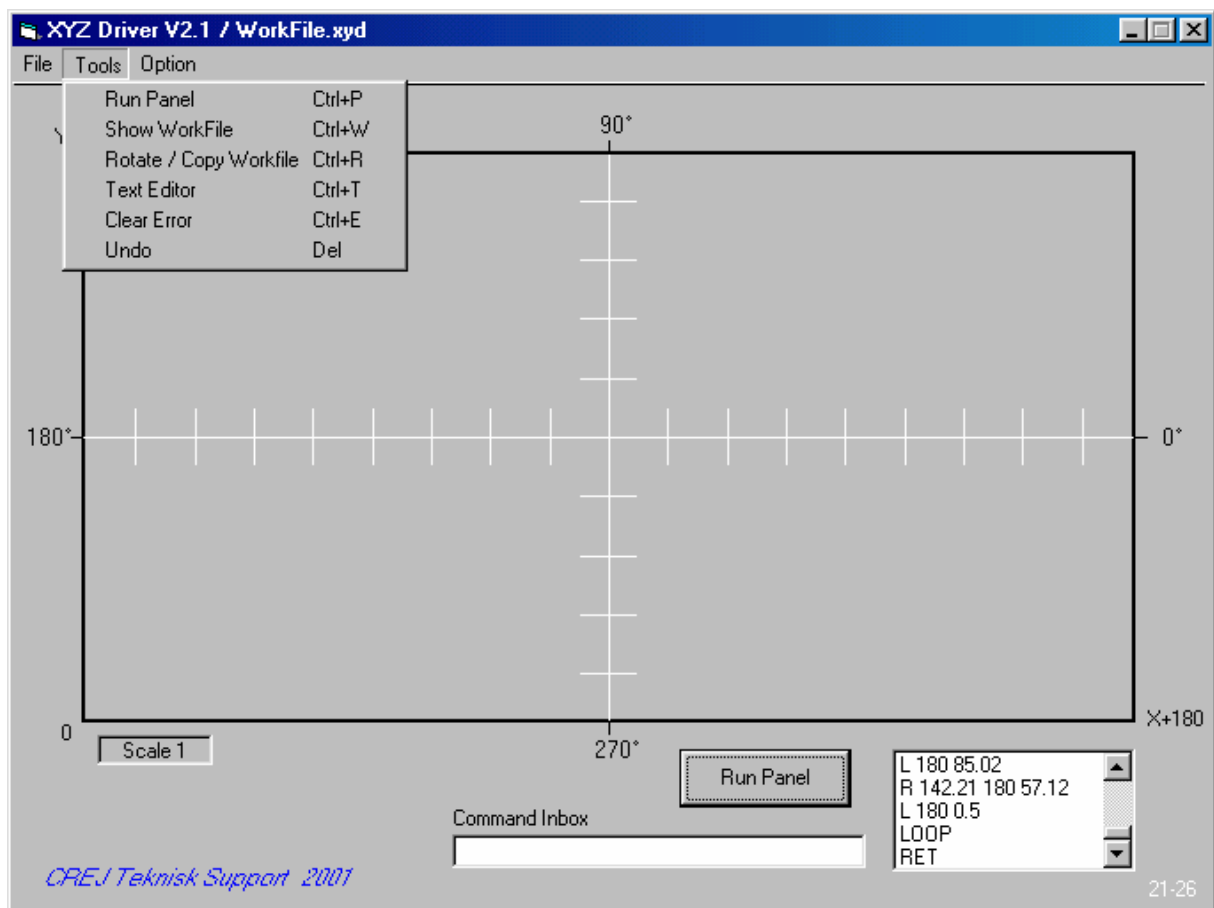 XYZ Driver V2.1 / WorkFile.xyd
File Tools Option
Run Panel Ctrl+P
Show WorkFile Ctrl+W
Rotate / Copy Workfile Ctrl+R
Text Editor Ctrl+T
Clear Error Ctrl+E
Undo Del
90°
180°
0°
0
X+180
Scale 1
270°
Run Panel
L 180 85.02
R 142.21 180 57.12
L 180 0.5
LOOP
RET
Command Inbox
CREJ Teknisk Support 2001
21-26